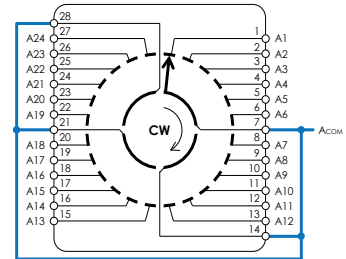 28
A24 27
A23 26
A22 25
A21 24
A20 23
A19 22
21
A18 20
A17 19
A16 18
A15 17
A14 16
A13 15
CW
1 A1
2 A2
3 A3
4 A4
5 A5
6 A6
7 ACOM
8 A7
9 A8
10 A9
11 A10
12 A11
13 A12
14